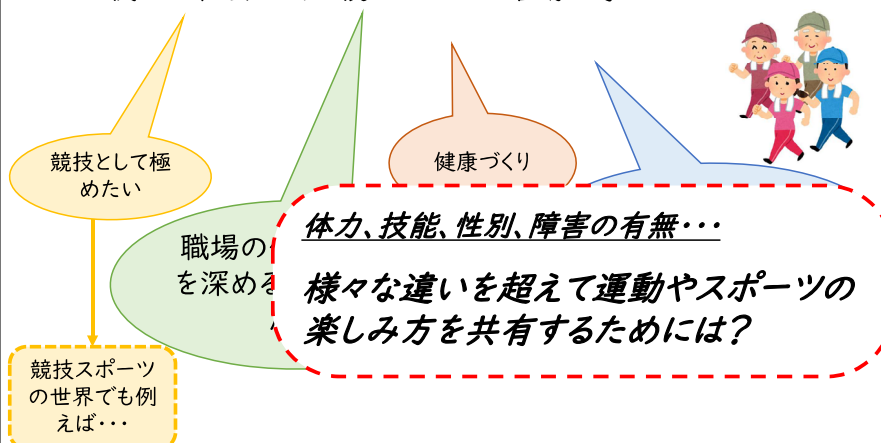 競技として極
めたい
健康づくり
職場の
を深める
体力、技能、性別、障害の有無・・・
様々な違いを超えて運動やスポーツの
楽しみ方を共有するためには？
競技スポーツ
の世界でも例
えば・・・